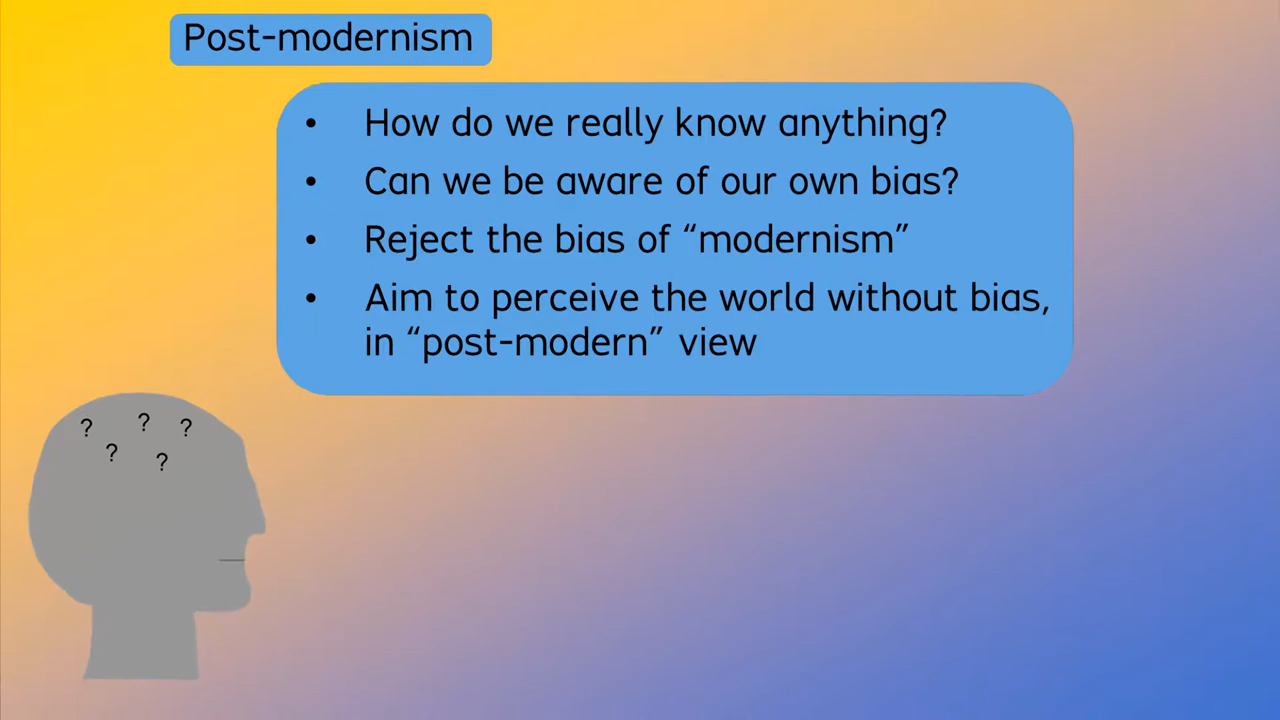 Post-modernism
• How do we really know anything?
• Can we be aware of our own bias?
• Reject the bias of “modernism”
• Aim to perceive the world without bias,
in “post-modern” view
? ? ?
? ?